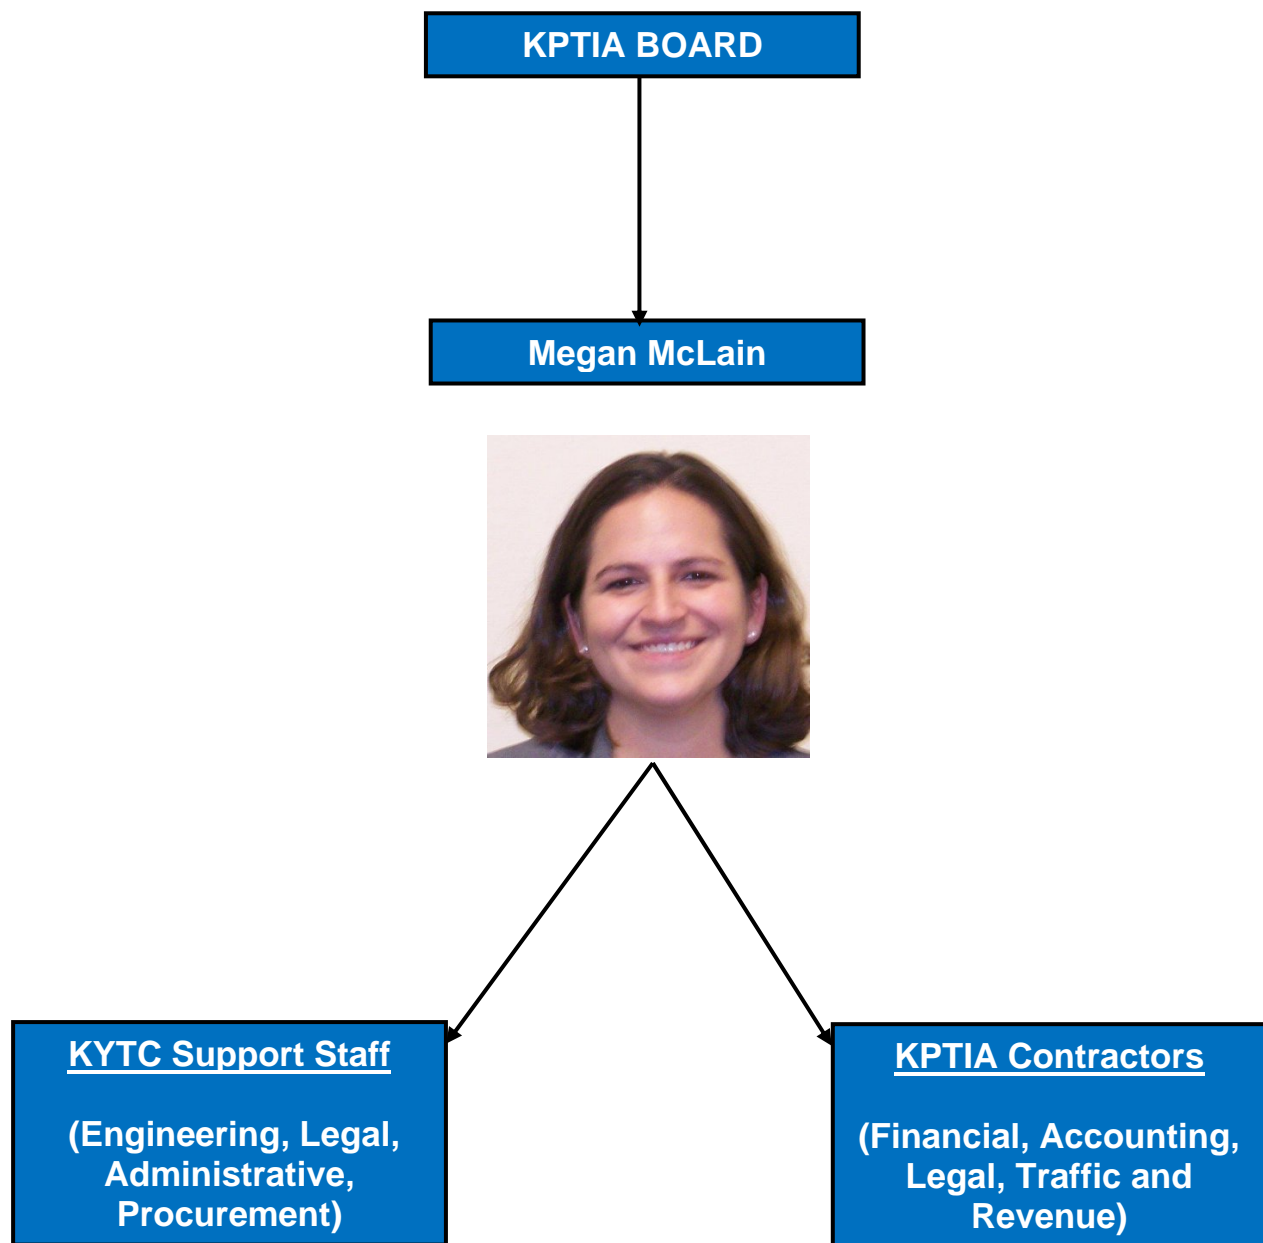 KPTIA BOARD
Megan McLain
KYTC Support Staff
(Engineering, Legal,
Administrative,
Procurement)
KPTIA Contractors
(Financial, Accounting,
Legal, Traffic and
Revenue)